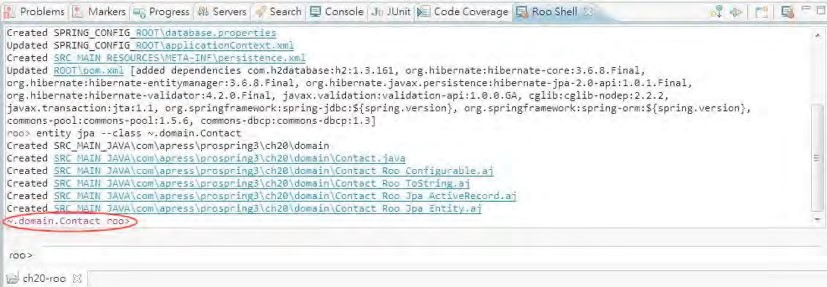 Problems Markers Progress Servers Search Console JUnit Code Coverage Roo Shell
Created SPRING_CONFIG_ROOT\database.properties
Updated SPRING_CONFIG_ROOT\applicationContext.xml
Created SRC_MAIN_RESOURCES\META-INF\persistence.xml
Updated ROOT\pom.xml [added dependencies com.h2database:h2:1.3.161, org.hibernate:hibernate-core:3.6.8.Final,
org.hibernate:hibernate-entitymanager:3.6.8.Final, org.hibernate.javax.persistence:hibernate-jpa-2.0-api:1.0.1.Final,
org.hibernate:hibernate-validator:4.2.0.Final, javax.validation:validation-api:1.0.0.GA, cglib:cglib-nodep:2.2.2,
javax.transaction:jta:1.1, org.springframework:spring-jdbc:${spring.version}, org.springframework:spring-orm:${spring.version},
commons-pool:commons-pool:1.5.6, commons-dbcp:commons-dbcp:1.3]
roo> entity jpa --class ~.domain.Contact
Created SRC_MAIN_JAVA\com\apress\prospring3\ch20\domain
Created SRC_MAIN_JAVA\com\apress\prospring3\ch20\domain\Contact.java
Created SRC_MAIN_JAVA\com\apress\prospring3\ch20\domain\Contact_Roo_Configurable.aj
Created SRC_MAIN_JAVA\com\apress\prospring3\ch20\domain\Contact_Roo_ToString.aj
Created SRC_MAIN_JAVA\com\apress\prospring3\ch20\domain\Contact_Roo_Jpa_ActiveRecord.aj
Created SRC_MAIN_JAVA\com\apress\prospring3\ch20\domain\Contact_Roo_Jpa_Entity.aj
~.domain.Contact roo>
roo>
ch20-roo